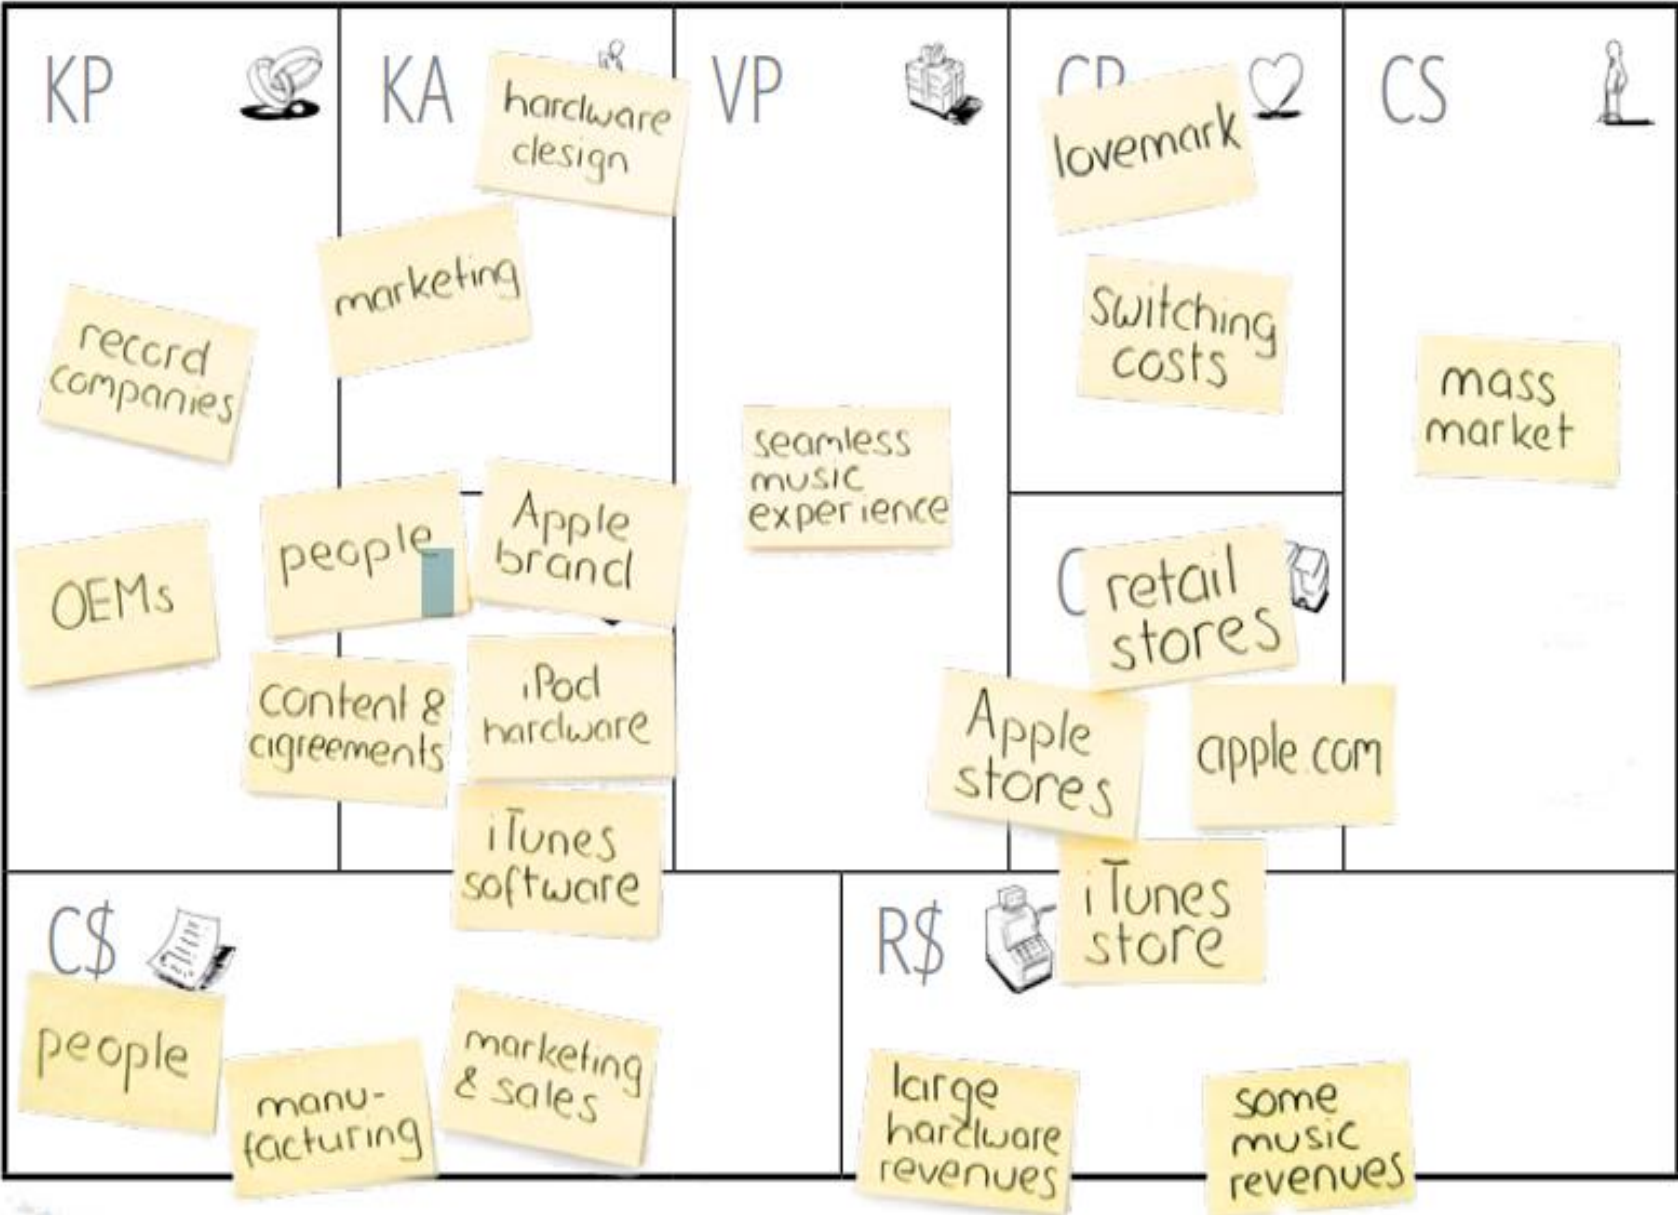 KP
record
companies
OEMs
KA
hardware
design
marketing
people
Apple
brand
content &
agreements
iPod
hardware
iTunes
software
VP
seamless
music
experience
CR
lovemark
switching
costs
C
retail
stores
Apple
stores
apple.com
iTunes
store
CS
mass
market
C$
people
manu-
facturing
marketing
& sales
R$
large
hardware
revenues
some
music
revenues